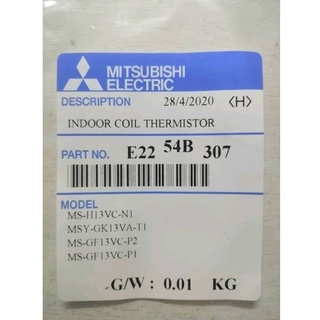 MITSUBISHI
ELECTRIC
DESCRIPTION 28/4/2020 <H>
INDOOR COIL THERMISTOR
PART NO. E22 54B 307
MODEL
MS-H13VC-N1
MSY-GK13VA-T1
MS-GF13VC-P2
MS-GF13VC-P1
G/W : 0.01 KG